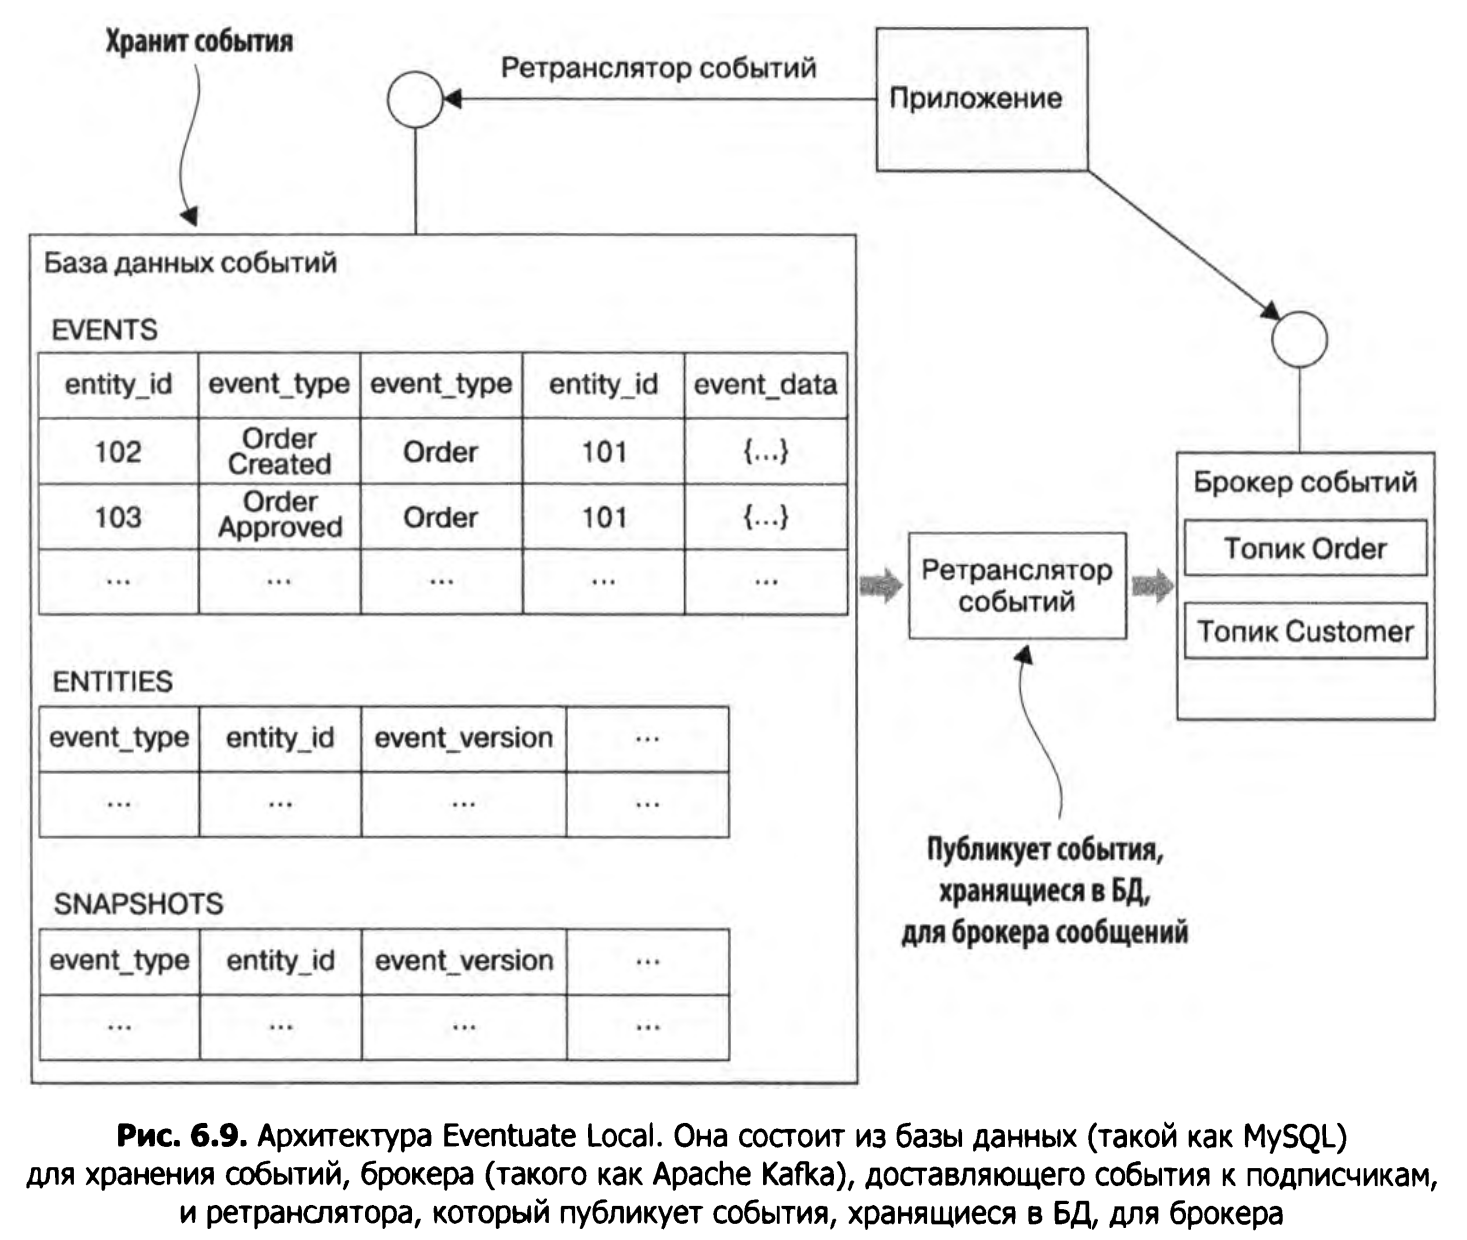 Хранит события
Ретранслятор событий
Приложение
База данных событий
EVENTS
entity_id event_type event_type entity_id event_data
102 Order Created Order 101 {...}
103 Order Approved Order 101 {...}
... ... ... ... ...
ENTITIES
event_type entity_id event_version ...
... ... ... ...
SNAPSHOTS
event_type entity_id event_version ...
... ... ... ...
Ретранслятор
событий
Брокер событий
Топик Order
Топик Customer
Публикует события,
хранящиеся в БД,
для брокера сообщений
Рис. 6.9. Архитектура Eventuate Local. Она состоит из базы данных (такой как MySQL)
для хранения событий, брокера (такого как Apache Kafka), доставляющего события к подписчикам,
и ретранслятора, который публикует события, хранящиеся в БД, для брокера